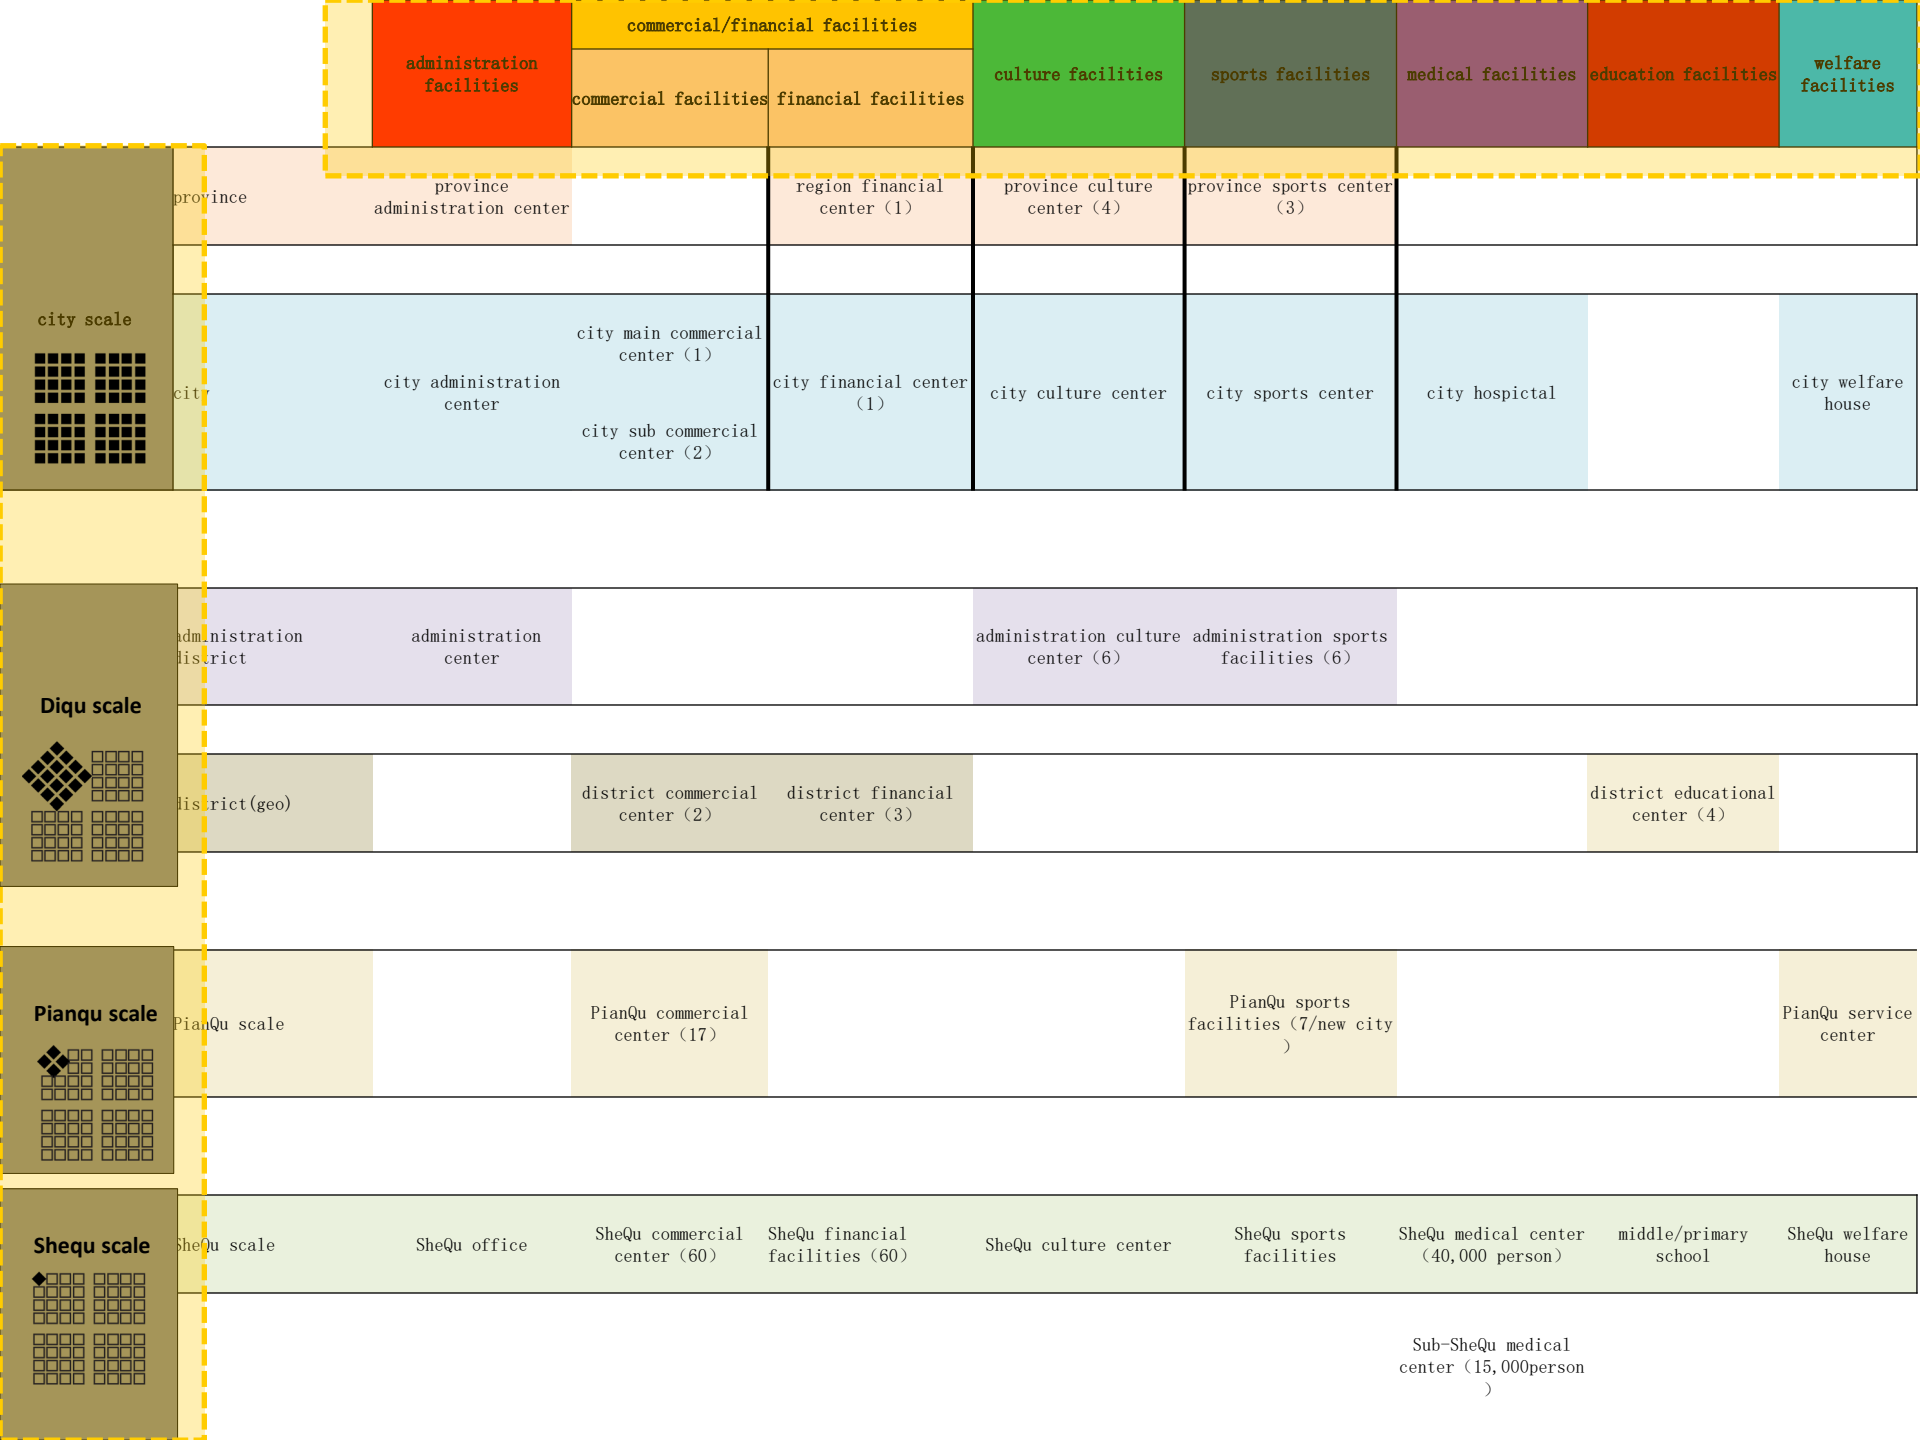 commercial/financial facilities
administration
facilities
commercial facilities
financial facilities
culture facilities
sports facilities
medical facilities
education facilities
welfare
facilities
city scale
province
province
administration center
region financial
center（1）
province culture
center（4）
province sports center
（3）
city
city administration
center
city main commercial
center（1）
city sub commercial
center（2）
city financial center
（1）
city culture center
city sports center
city hospictal
city welfare
house
Diqu scale
administration
district
administration
center
administration culture
center（6）
administration sports
facilities（6）
district(geo)
district commercial
center（2）
district financial
center（3）
district educational
center（4）
Pianqu scale
PianQu scale
PianQu commercial
center（17）
PianQu sports
facilities（7/new city
）
PianQu service
center
Shequ scale
SheQu scale
SheQu office
SheQu commercial
center（60）
SheQu financial
facilities（60）
SheQu culture center
SheQu sports
facilities
SheQu medical center
（40,000 person）
middle/primary
school
SheQu welfare
house
Sub-SheQu medical
center（15,000person
）